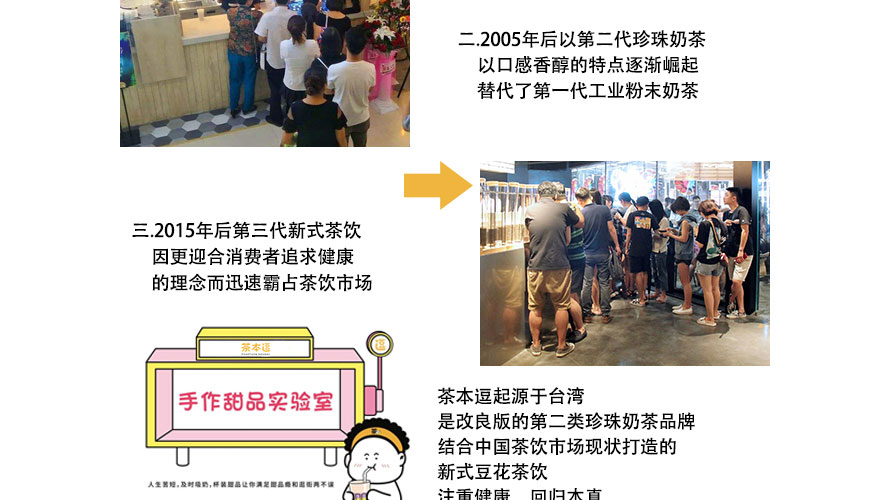 二.2005年后以第二代珍珠奶茶
以口感香醇的特点逐渐崛起
替代了第一代工业粉末奶茶
三.2015年后第三代新式茶饮
因更迎合消费者追求健康
的理念而迅速霸占茶饮市场
茶本逗
逗
手作甜品实验室
人生苦短,及时吸奶,杯装甜品让你满足甜品瘾和逛街两不误
茶本逗起源于台湾
是改良版的第二类珍珠奶茶品牌
结合中国茶饮市场现状打造的
新式豆花茶饮
注重健康 回归本真